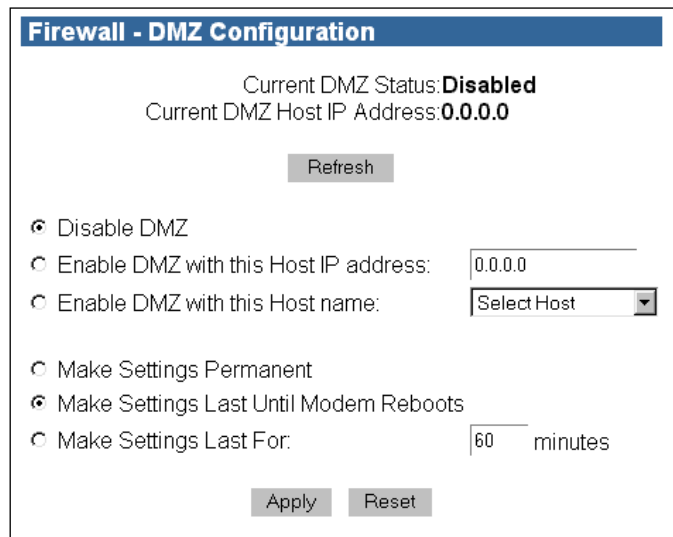 Firewall - DMZ Configuration
Current DMZ Status:Disabled
Current DMZ Host IP Address:0.0.0.0
Refresh
Disable DMZ
Enable DMZ with this Host IP address: 0.0.0.0
Enable DMZ with this Host name: Select Host
Make Settings Permanent
Make Settings Last Until Modem Reboots
Make Settings Last For: 60 minutes
Apply Reset